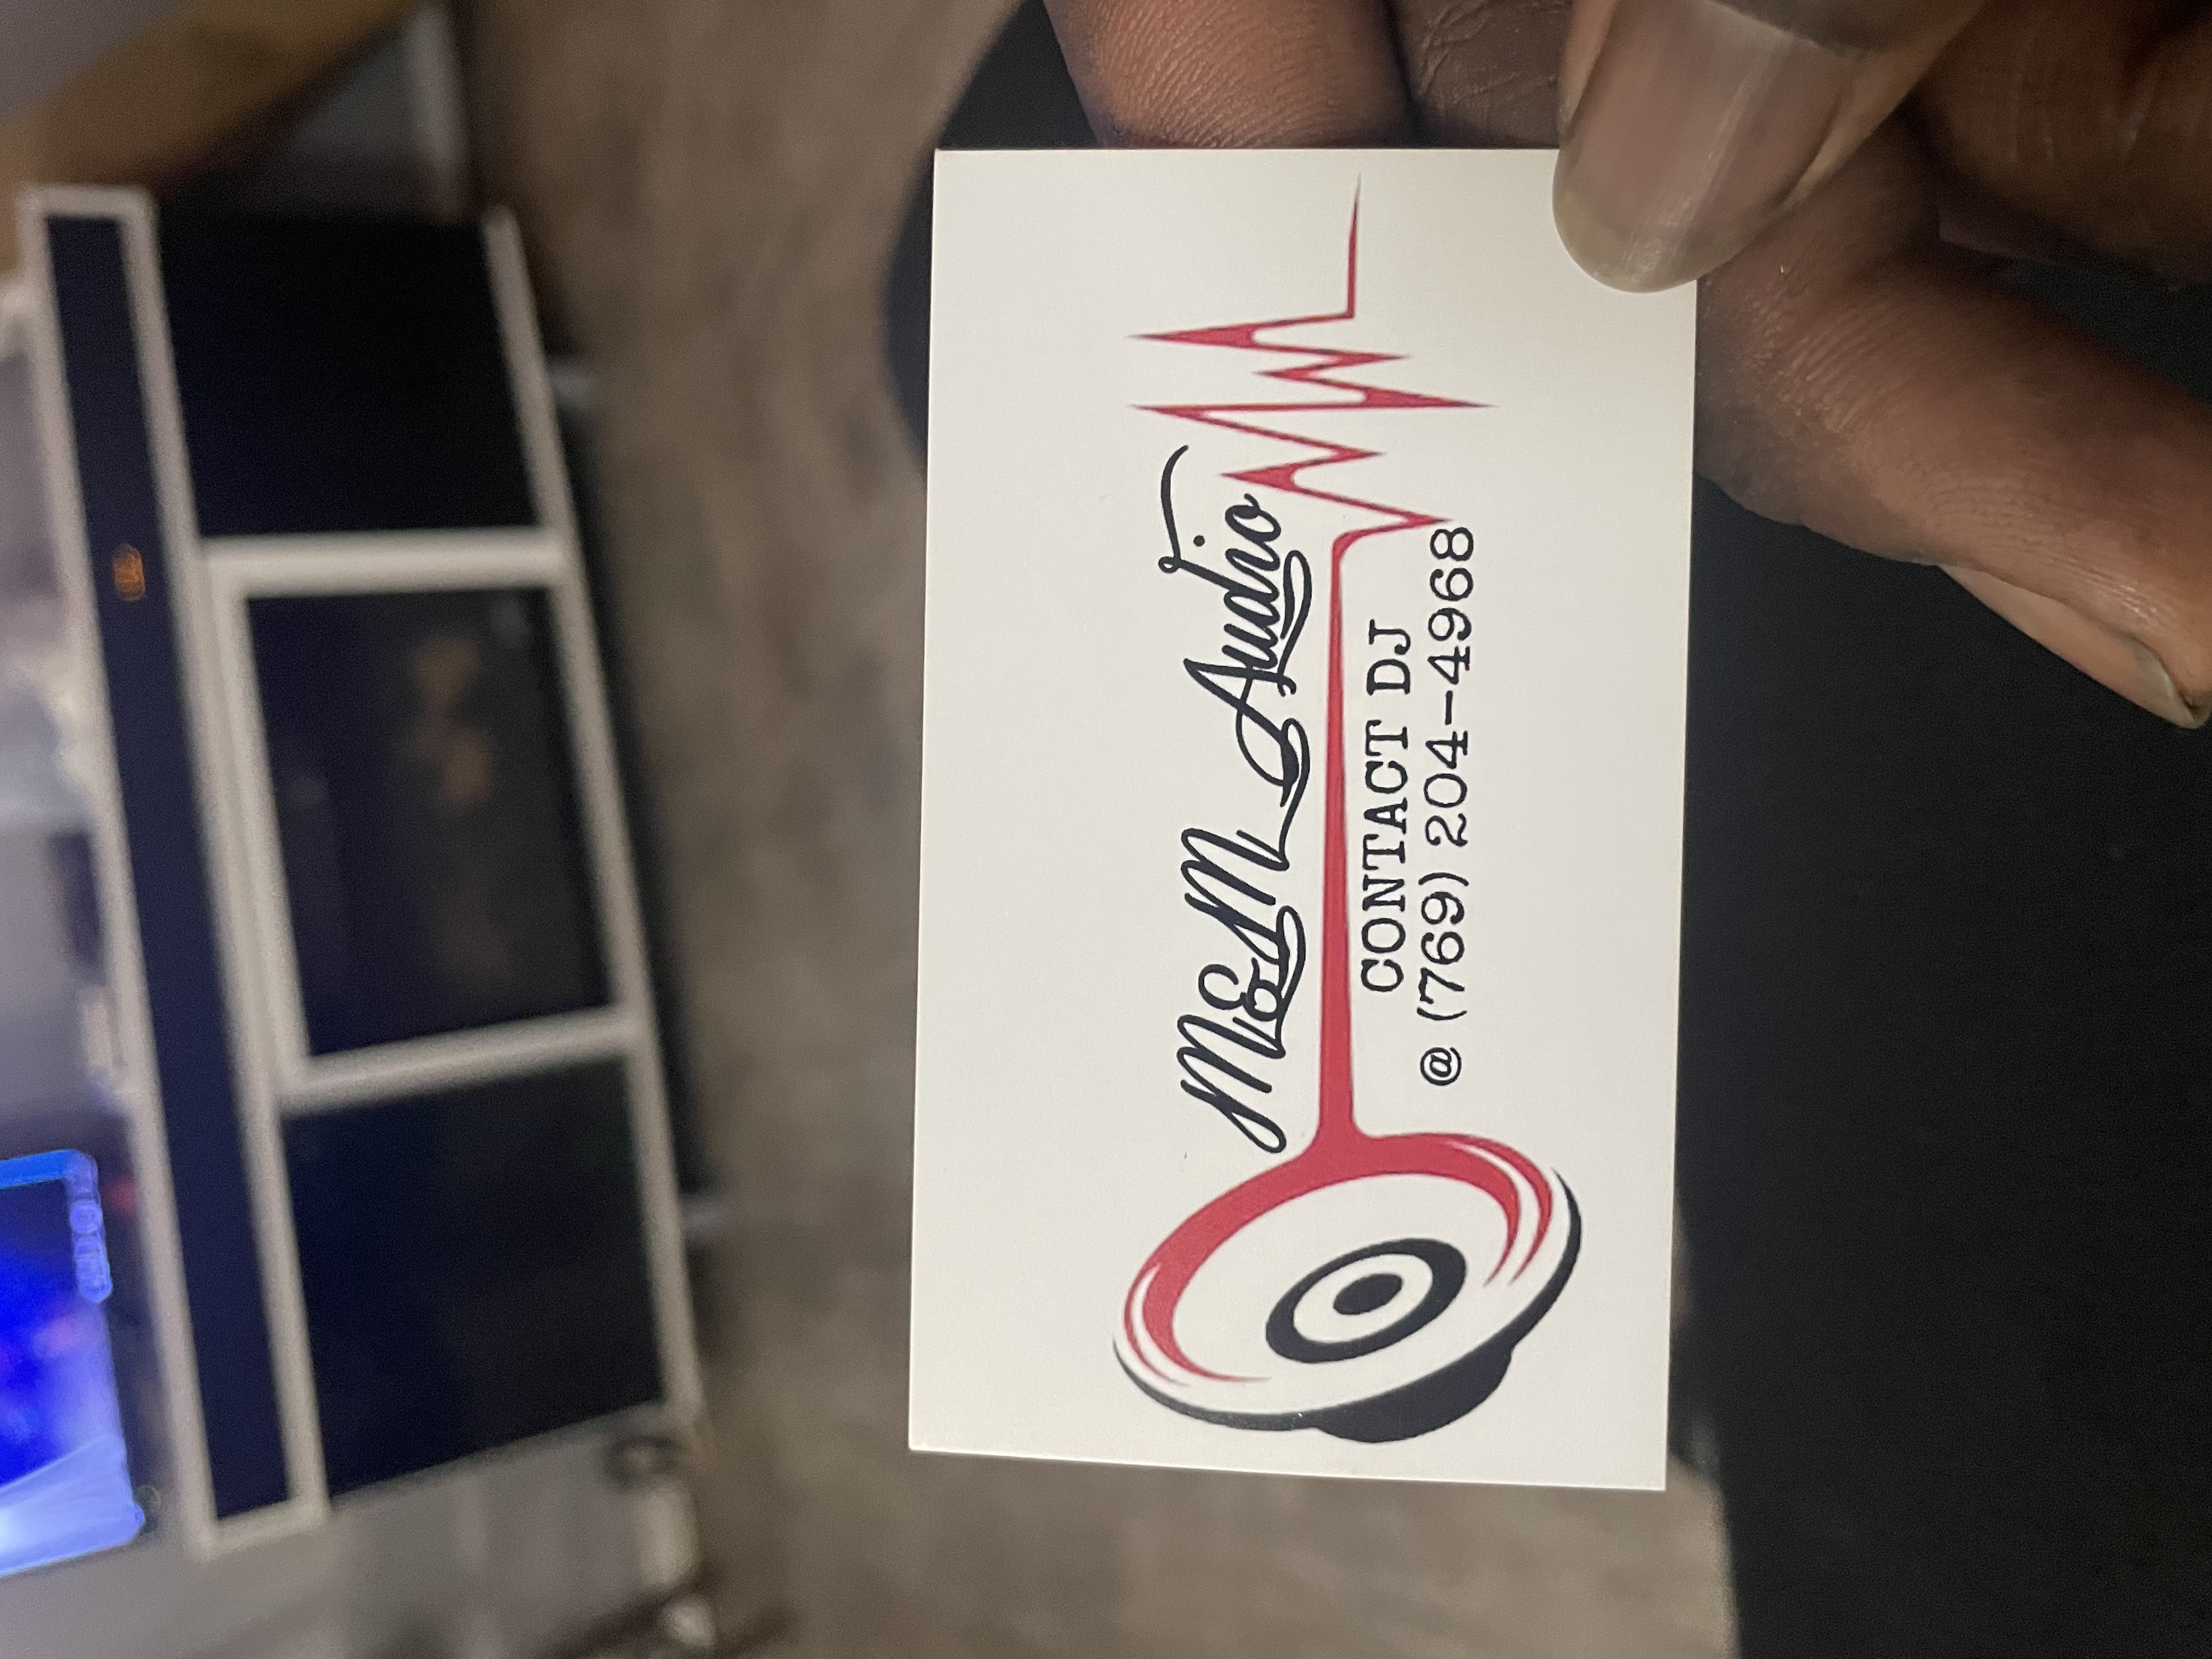 M&M Audio
CONTACT DJ
@ (769) 204-4968